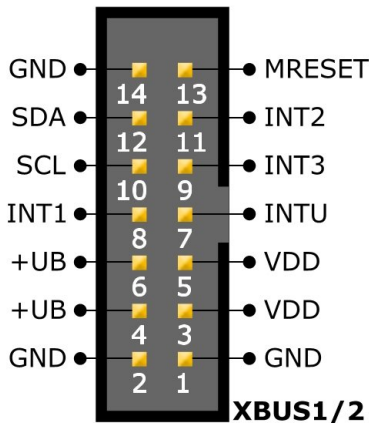 GND MRESET
14 13
SDA INT2
12 11
SCL INT3
10 9
INT1 INTU
8 7
+UB VDD
6 5
+UB VDD
4 3
GND GND
2 1
XBUS1/2